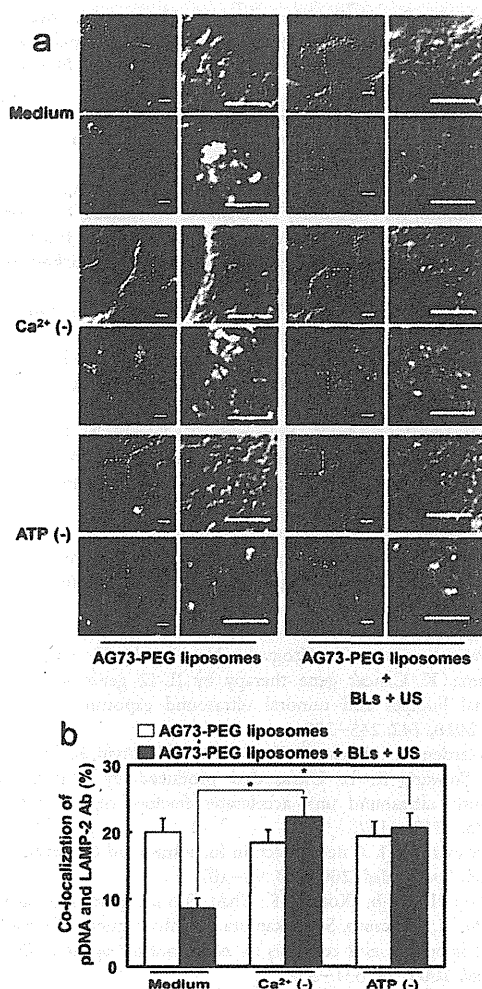 a
Medium
Ca²⁺ (-)
ATP (-)
AG73-PEG liposomes
AG73-PEG liposomes
+
BLs + US
b
AG73-PEG liposomes
AG73-PEG liposomes + BLs + US
Co-localization of
pDNA and LAMP-2 Ab (%)
30
20
10
0
*
*
Medium
Ca²⁺ (-)
ATP (-)